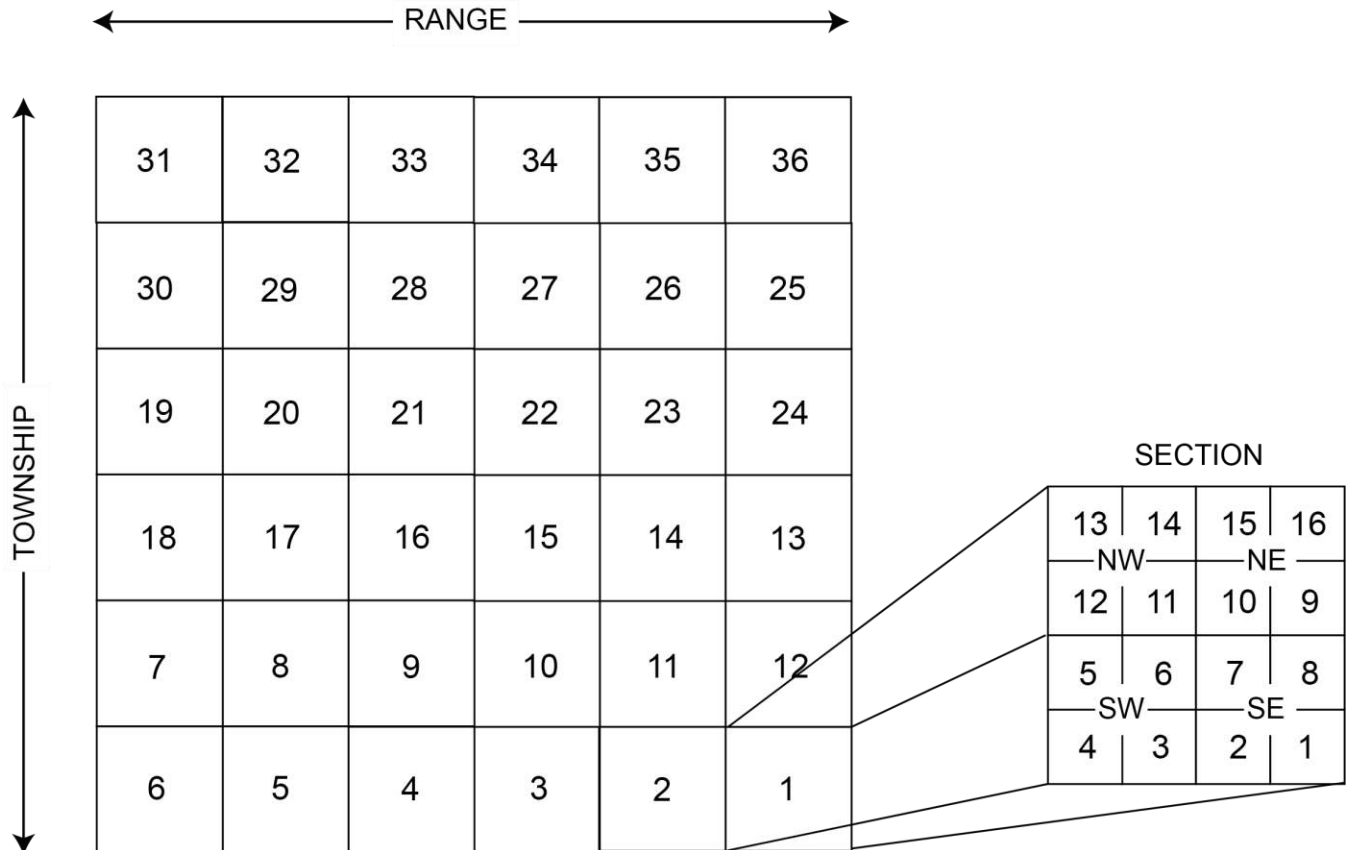 RANGE
TOWNSHIP
31 32 33 34 35 36
30 29 28 27 26 25
19 20 21 22 23 24
18 17 16 15 14 13
7 8 9 10 11 12
6 5 4 3 2 1
SECTION
13 14 15 16
NW NE
12 11 10 9
5 6 7 8
SW SE
4 3 2 1